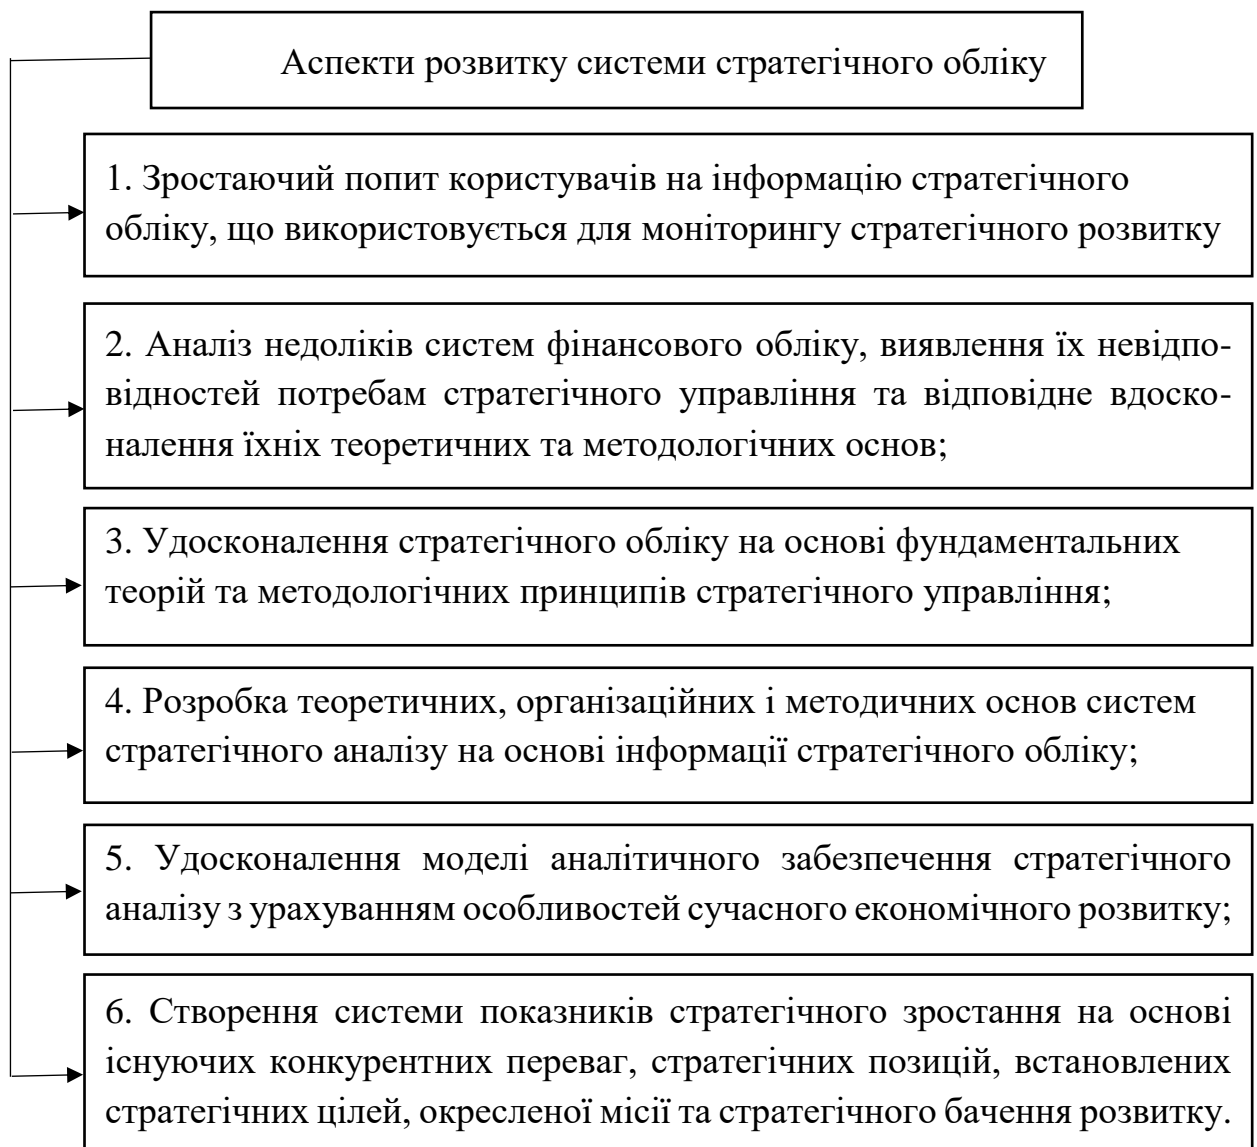 Аспекти розвитку системи стратегічного обліку
1. Зростаючий попит користувачів на інформацію стратегічного
обліку, що використовується для моніторингу стратегічного розвитку
2. Аналіз недоліків систем фінансового обліку, виявлення їх невідпо-
відностей потребам стратегічного управління та відповідне вдоско-
налення їхніх теоретичних та методологічних основ;
3. Удосконалення стратегічного обліку на основі фундаментальних
теорій та методологічних принципів стратегічного управління;
4. Розробка теоретичних, організаційних і методичних основ систем
стратегічного аналізу на основі інформації стратегічного обліку;
5. Удосконалення моделі аналітичного забезпечення стратегічного
аналізу з урахуванням особливостей сучасного економічного розвитку;
6. Створення системи показників стратегічного зростання на основі
існуючих конкурентних переваг, стратегічних позицій, встановлених
стратегічних цілей, окресленої місії та стратегічного бачення розвитку.